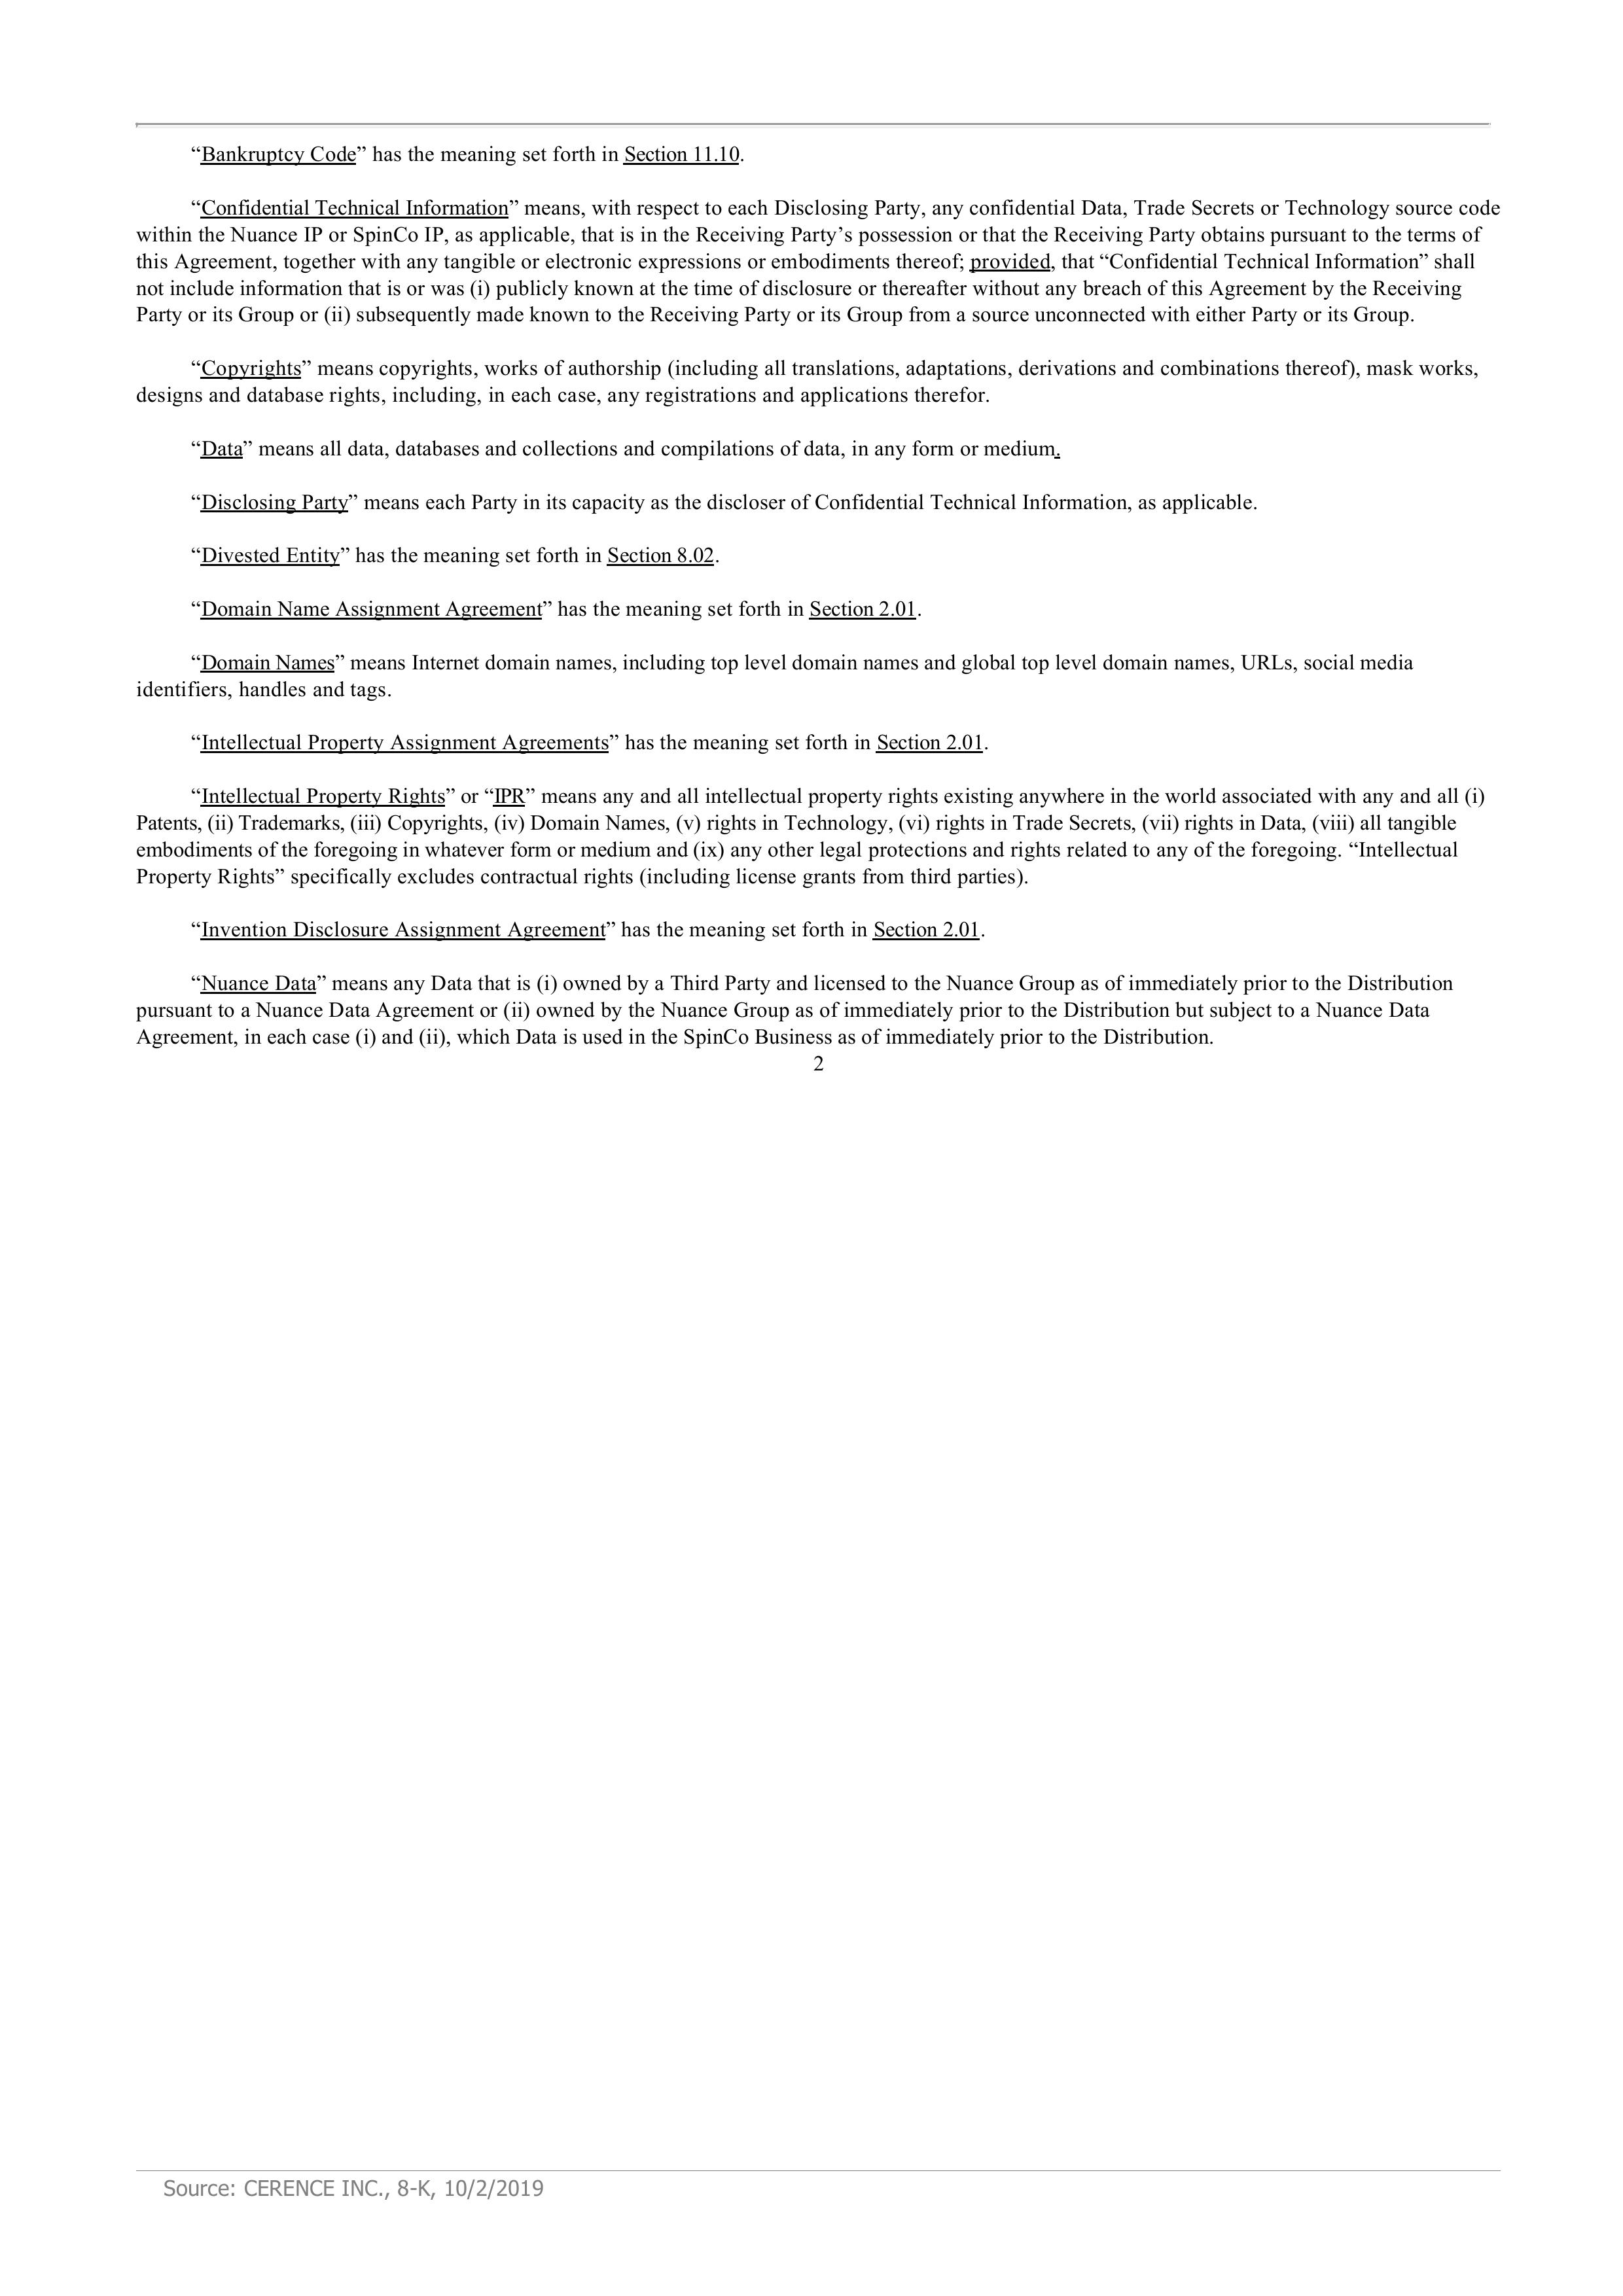 “Bankruptcy Code” has the meaning set forth in Section 11.10.
“Confidential Technical Information” means, with respect to each Disclosing Party, any confidential Data, Trade Secrets or Technology source code
within the Nuance IP or SpinCo IP, as applicable, that is in the Receiving Party’s possession or that the Receiving Party obtains pursuant to the terms of
this Agreement, together with any tangible or electronic expressions or embodiments thereof; provided, that “Confidential Technical Information” shall
not include information that is or was (i) publicly known at the time of disclosure or thereafter without any breach of this Agreement by the Receiving
Party or its Group or (ii) subsequently made known to the Receiving Party or its Group from a source unconnected with either Party or its Group.
“Copyrights” means copyrights, works of authorship (including all translations, adaptations, derivations and combinations thereof), mask works,
designs and database rights, including, in each case, any registrations and applications therefor.
“Data” means all data, databases and collections and compilations of data, in any form or medium.
“Disclosing Party” means each Party in its capacity as the discloser of Confidential Technical Information, as applicable.
“Divested Entity” has the meaning set forth in Section 8.02.
“Domain Name Assignment Agreement” has the meaning set forth in Section 2.01.
“Domain Names” means Internet domain names, including top level domain names and global top level domain names, URLs, social media
identifiers, handles and tags.
“Intellectual Property Assignment Agreements” has the meaning set forth in Section 2.01.
“Intellectual Property Rights” or “IPR” means any and all intellectual property rights existing anywhere in the world associated with any and all (i)
Patents, (ii) Trademarks, (iii) Copyrights, (iv) Domain Names, (v) rights in Technology, (vi) rights in Trade Secrets, (vii) rights in Data, (viii) all tangible
embodiments of the foregoing in whatever form or medium and (ix) any other legal protections and rights related to any of the foregoing. “Intellectual
Property Rights” specifically excludes contractual rights (including license grants from third parties).
“Invention Disclosure Assignment Agreement” has the meaning set forth in Section 2.01.
“Nuance Data” means any Data that is (i) owned by a Third Party and licensed to the Nuance Group as of immediately prior to the Distribution
pursuant to a Nuance Data Agreement or (ii) owned by the Nuance Group as of immediately prior to the Distribution but subject to a Nuance Data
Agreement, in each case (i) and (ii), which Data is used in the SpinCo Business as of immediately prior to the Distribution.
2
Source: CERENCE INC., 8-K, 10/2/2019